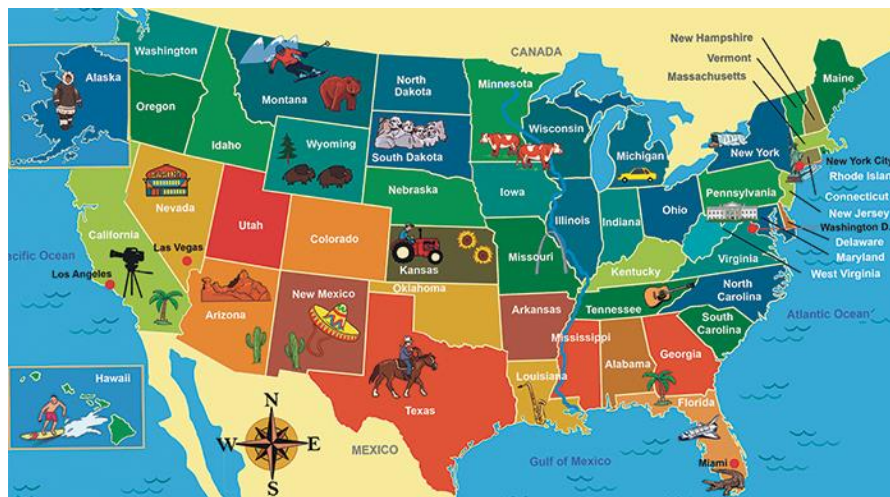 New Hampshire
Vermont
Massachusetts
CANADA
Washington
Alaska
Montana
North
Dakota
Minnesota
Maine
Oregon
Idaho
Wyoming
South Dakota
Wisconsin
Michigan
New York
New York City
Rhode Island
Connecticut
New Jersey
Nevada
Nebraska
Iowa
Pennsylvania
Illinois
Indiana
Ohio
Washington D.
Delaware
Maryland
West Virginia
California
Utah
Colorado
Kansas
Missouri
Kentucky
Virginia
acific Ocean
Las Vegas
Los Angeles
Arizona
New Mexico
Oklahoma
Arkansas
Tennessee
North
Carolina
South
Carolina
Atlantic Ocean
Mississippi
Alabama
Georgia
Louisiana
Texas
Florida
Hawaii
N
W
E
S
MEXICO
Gulf of Mexico
Miami